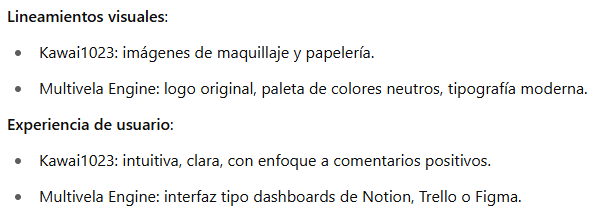 Lineamientos visuales:
• Kawai1023: imágenes de maquillaje y papelería.
• Multivela Engine: logo original, paleta de colores neutros, tipografía moderna.
Experiencia de usuario:
• Kawai1023: intuitiva, clara, con enfoque a comentarios positivos.
• Multivela Engine: interfaz tipo dashboards de Notion, Trello o Figma.